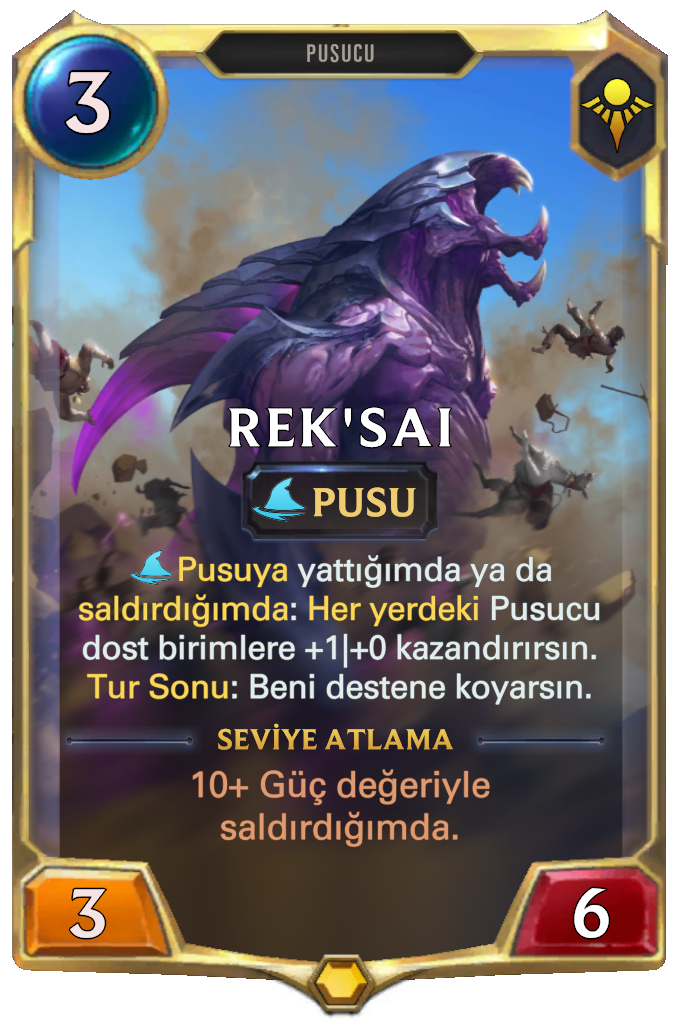 PUSUCU
3
REK'SAI
PUSU
Pusuya yattığımda ya da
saldırdığımda: Her yerdeki Pusucu
dost birimlere +1|+0 kazandırırsın.
Tur Sonu: Beni destene koyarsın.
SEVİYE ATLAMA
10+ Güç değeriyle
saldırdığımda.
3
6